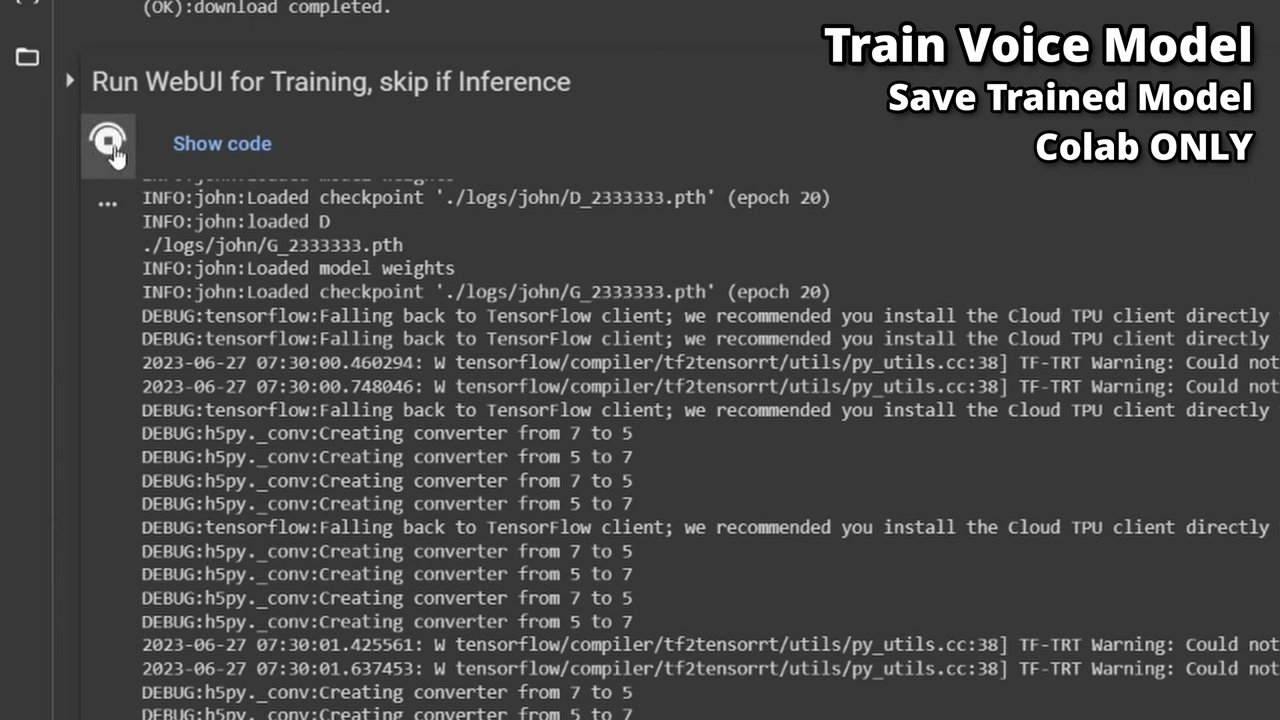 (OK):download completed.
Train Voice Model
Save Trained Model
Colab ONLY
Run WebUI for Training, skip if Inference
Show code
INFO:john:Loaded model weights
...
INFO:john:Loaded checkpoint './logs/john/D_2333333.pth' (epoch 20)
INFO:john:loaded D
./logs/john/G_2333333.pth
INFO:john:Loaded model weights
INFO:john:Loaded checkpoint './logs/john/G_2333333.pth' (epoch 20)
DEBUG:tensorflow:Falling back to TensorFlow client; we recommended you install the Cloud TPU client directly
DEBUG:tensorflow:Falling back to TensorFlow client; we recommended you install the Cloud TPU client directly
2023-06-27 07:30:00.460294: W tensorflow/compiler/tf2tensorrt/utils/py_utils.cc:38] TF-TRT Warning: Could not
2023-06-27 07:30:00.748046: W tensorflow/compiler/tf2tensorrt/utils/py_utils.cc:38] TF-TRT Warning: Could not
DEBUG:tensorflow:Falling back to TensorFlow client; we recommended you install the Cloud TPU client directly
DEBUG:h5py._conv:Creating converter from 7 to 5
DEBUG:h5py._conv:Creating converter from 5 to 7
DEBUG:h5py._conv:Creating converter from 7 to 5
DEBUG:h5py._conv:Creating converter from 5 to 7
DEBUG:tensorflow:Falling back to TensorFlow client; we recommended you install the Cloud TPU client directly
DEBUG:h5py._conv:Creating converter from 7 to 5
DEBUG:h5py._conv:Creating converter from 5 to 7
DEBUG:h5py._conv:Creating converter from 7 to 5
DEBUG:h5py._conv:Creating converter from 5 to 7
2023-06-27 07:30:01.425561: W tensorflow/compiler/tf2tensorrt/utils/py_utils.cc:38] TF-TRT Warning: Could not
2023-06-27 07:30:01.637453: W tensorflow/compiler/tf2tensorrt/utils/py_utils.cc:38] TF-TRT Warning: Could not
DEBUG:h5py._conv:Creating converter from 7 to 5
DEBUG:h5py._conv:Creating converter from 5 to 7